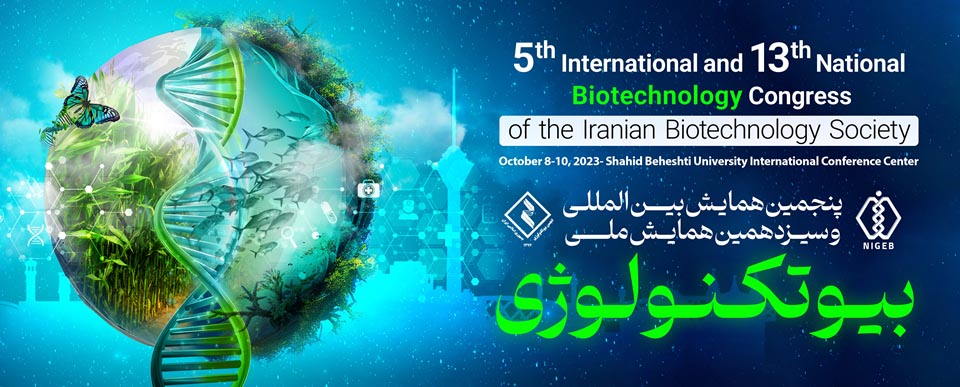 5th International and 13th National
Biotechnology Congress
of the Iranian Biotechnology Society
October 8-10, 2023- Shahid Beheshti University International Conference Center
پنجمین همایش بین المللی
و سیزدهمین همایش ملی
NIGEB
بیوتکنولوژی